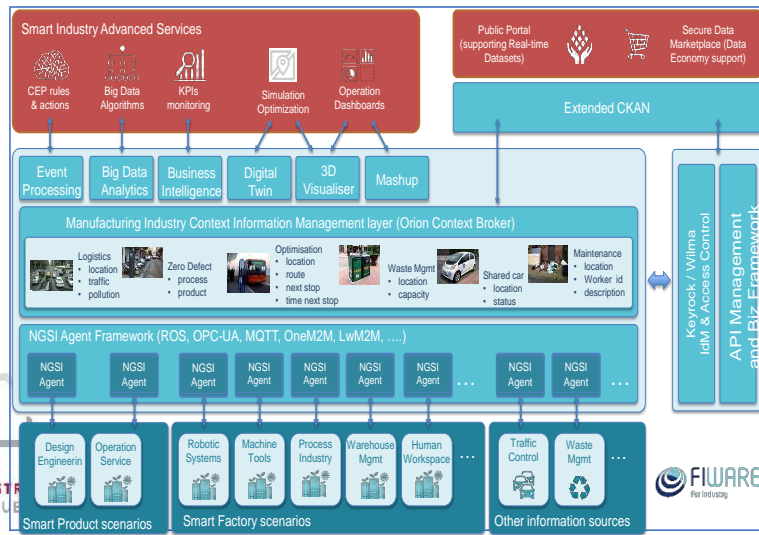 Smart Industry Advanced Services
CEP rules
& actions
Big Data
Algorithms
KPIs
monitoring
Simulation
Optimization
Operation
Dashboards
Public Portal
(supporting Real-time
Datasets)
Secure Data
Marketplace (Data
Economy support)
Extended CKAN
Event
Processing
Big Data
Analytics
Business
Intelligence
Digital
Twin
3D
Visualiser
Mashup
Manufacturing Industry Context Information Management layer (Orion Context Broker)
Logistics
• location
• traffic
• pollution
Zero Defect
• process
• product
Optimisation
• location
• route
• next stop
• time next stop
Waste Mgmt
• location
• capacity
Shared car
• location
• status
Maintenance
• location
• Worker id
• description
Keyrock / Wilma
IdM & Access Control
API Management
and Biz Framework
NGSI Agent Framework (ROS, OPC-UA, MQTT, OneM2M, LwM2M, ....)
NGSI
Agent
NGSI
Agent
NGSI
Agent
NGSI
Agent
NGSI
Agent
NGSI
Agent
NGSI
Agent
...
NGSI
Agent
NGSI
Agent
...
Design
Engineerin
Operation
Service
Smart Product scenarios
Robotic
Systems
Machine
Tools
Process
Industry
Warehouse
Mgmt
Human
Workspace
...
Smart Factory scenarios
Traffic
Control
Waste
Mgmt
...
Other information sources
FIWARE
For Industry